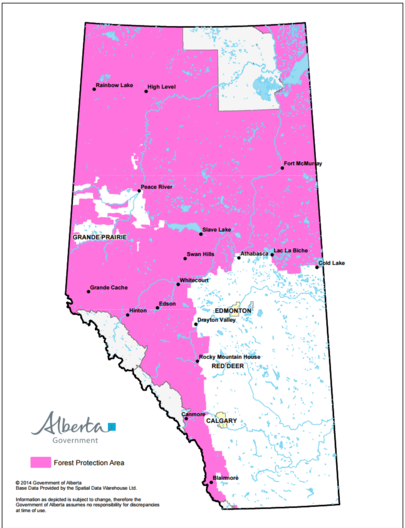 Rainbow Lake
High Level
Fort McMurray
Peace River
Slave Lake
GRANDE PRAIRIE
Swan Hills
Athabasca
Lac La Biche
Cold Lake
Whitecourt
Grande Cache
Edson
Hinton
EDMONTON
Drayton Valley
Rocky Mountain House
RED DEER
Canmore
CALGARY
Alberta
Government
Forest Protection Area
Blairmore
© 2014 Government of Alberta
Base Data Provided by the Spatial Data Warehouse Ltd.
Information as depicted is subject to change, therefore the
Government of Alberta assumes no responsibility for discrepancies
at time of use.